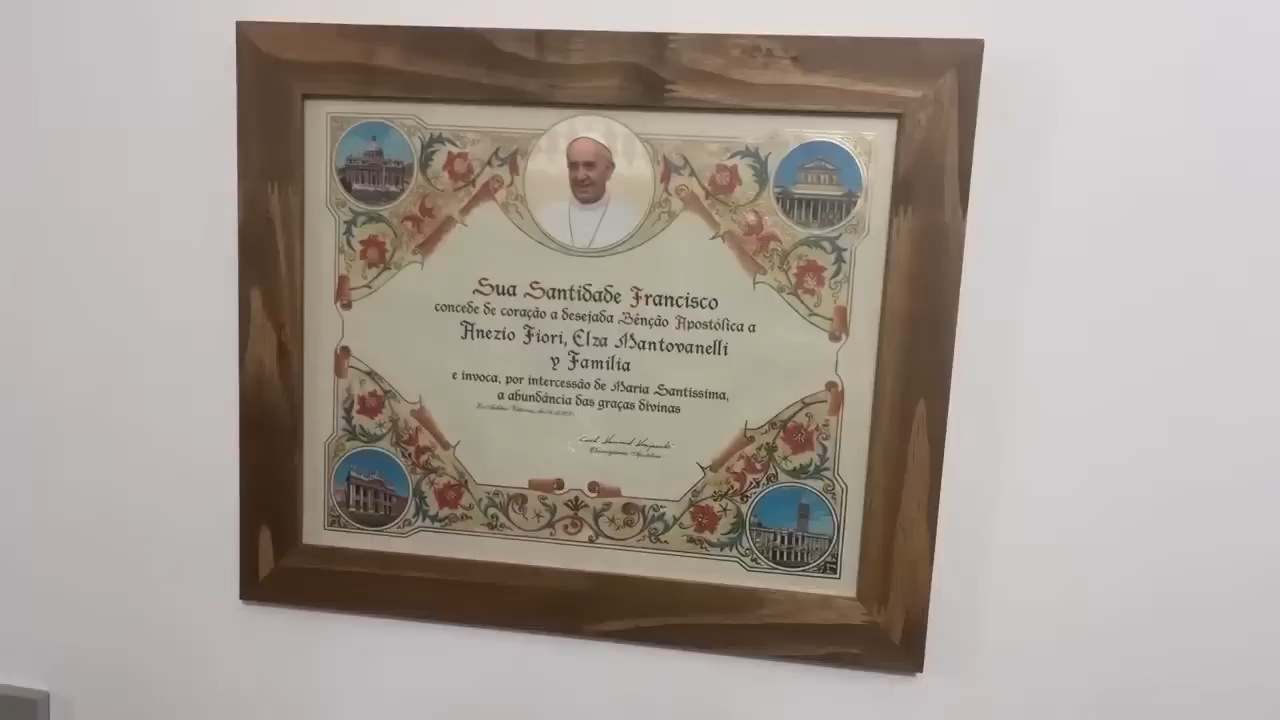 Sua Santidade Francisco
concede de coração a desejada Bênção Apostólica a
Anezio Fiori, Elza Mantovanelli
y Familia
e invoca, por intercessão de Maria Santissima,
a abundância das graças divinas